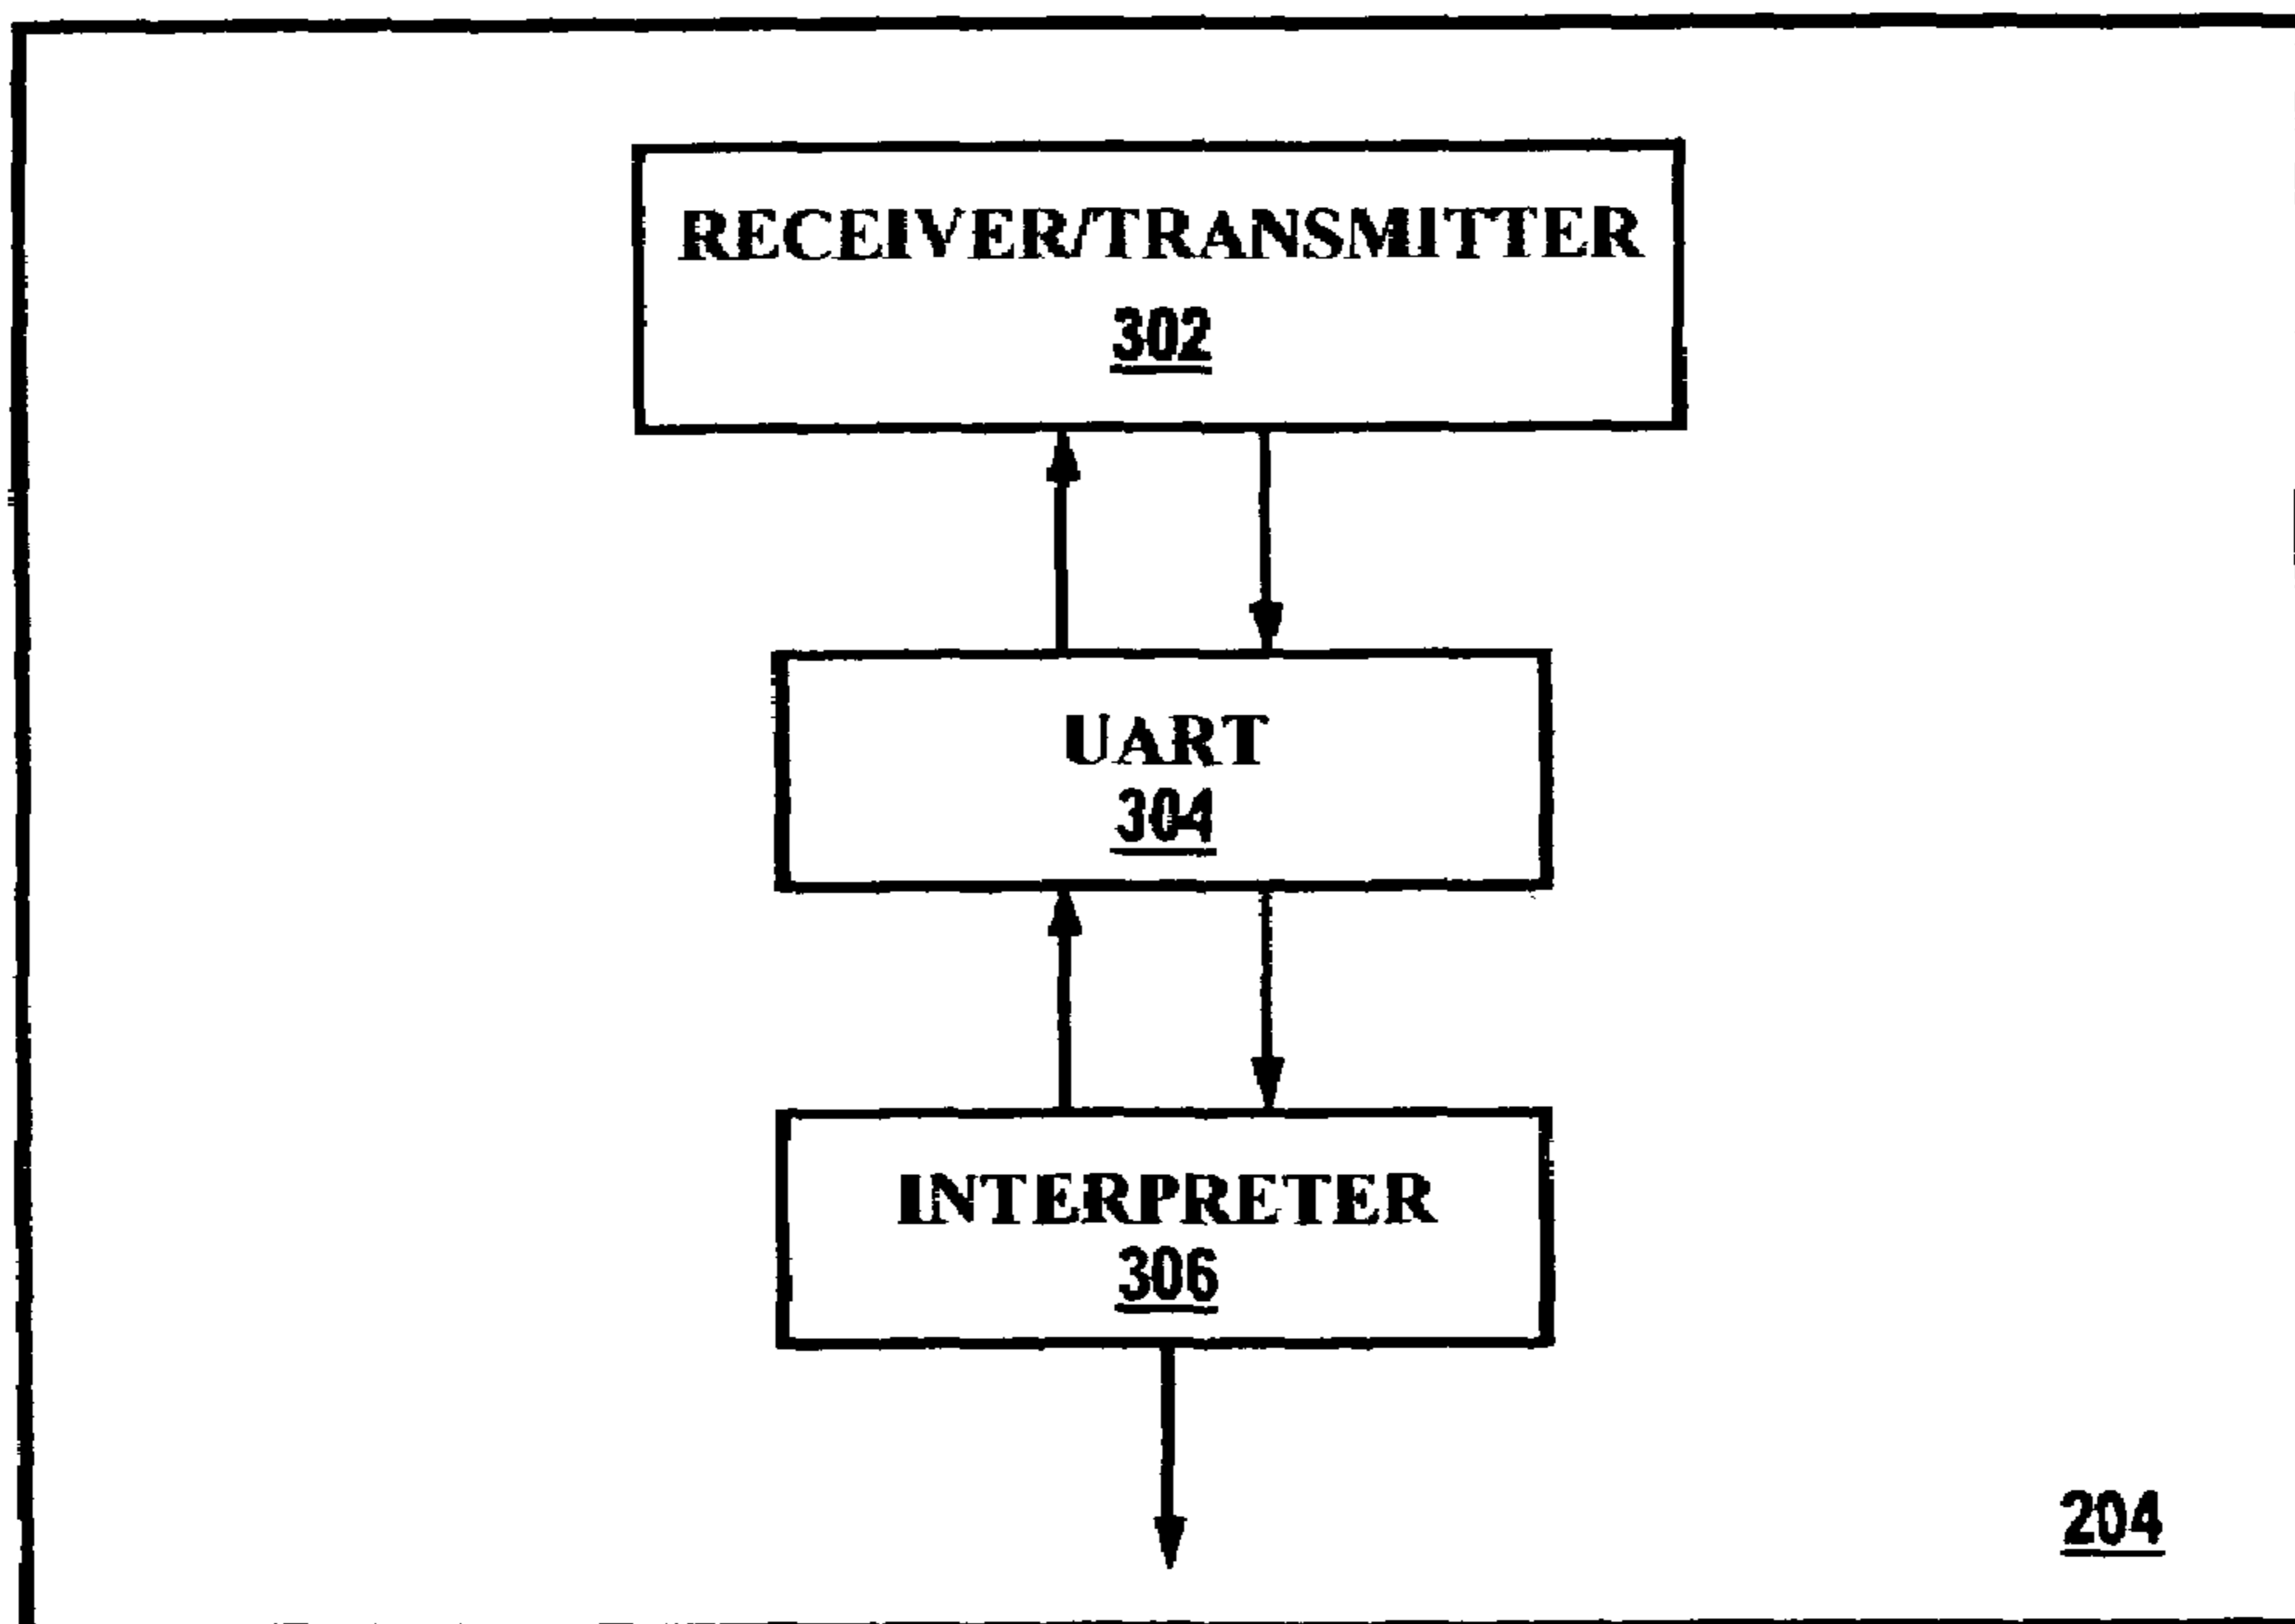 RECEIVER/TRANSMITTER
302
UART
304
INTERPRETER
306
204